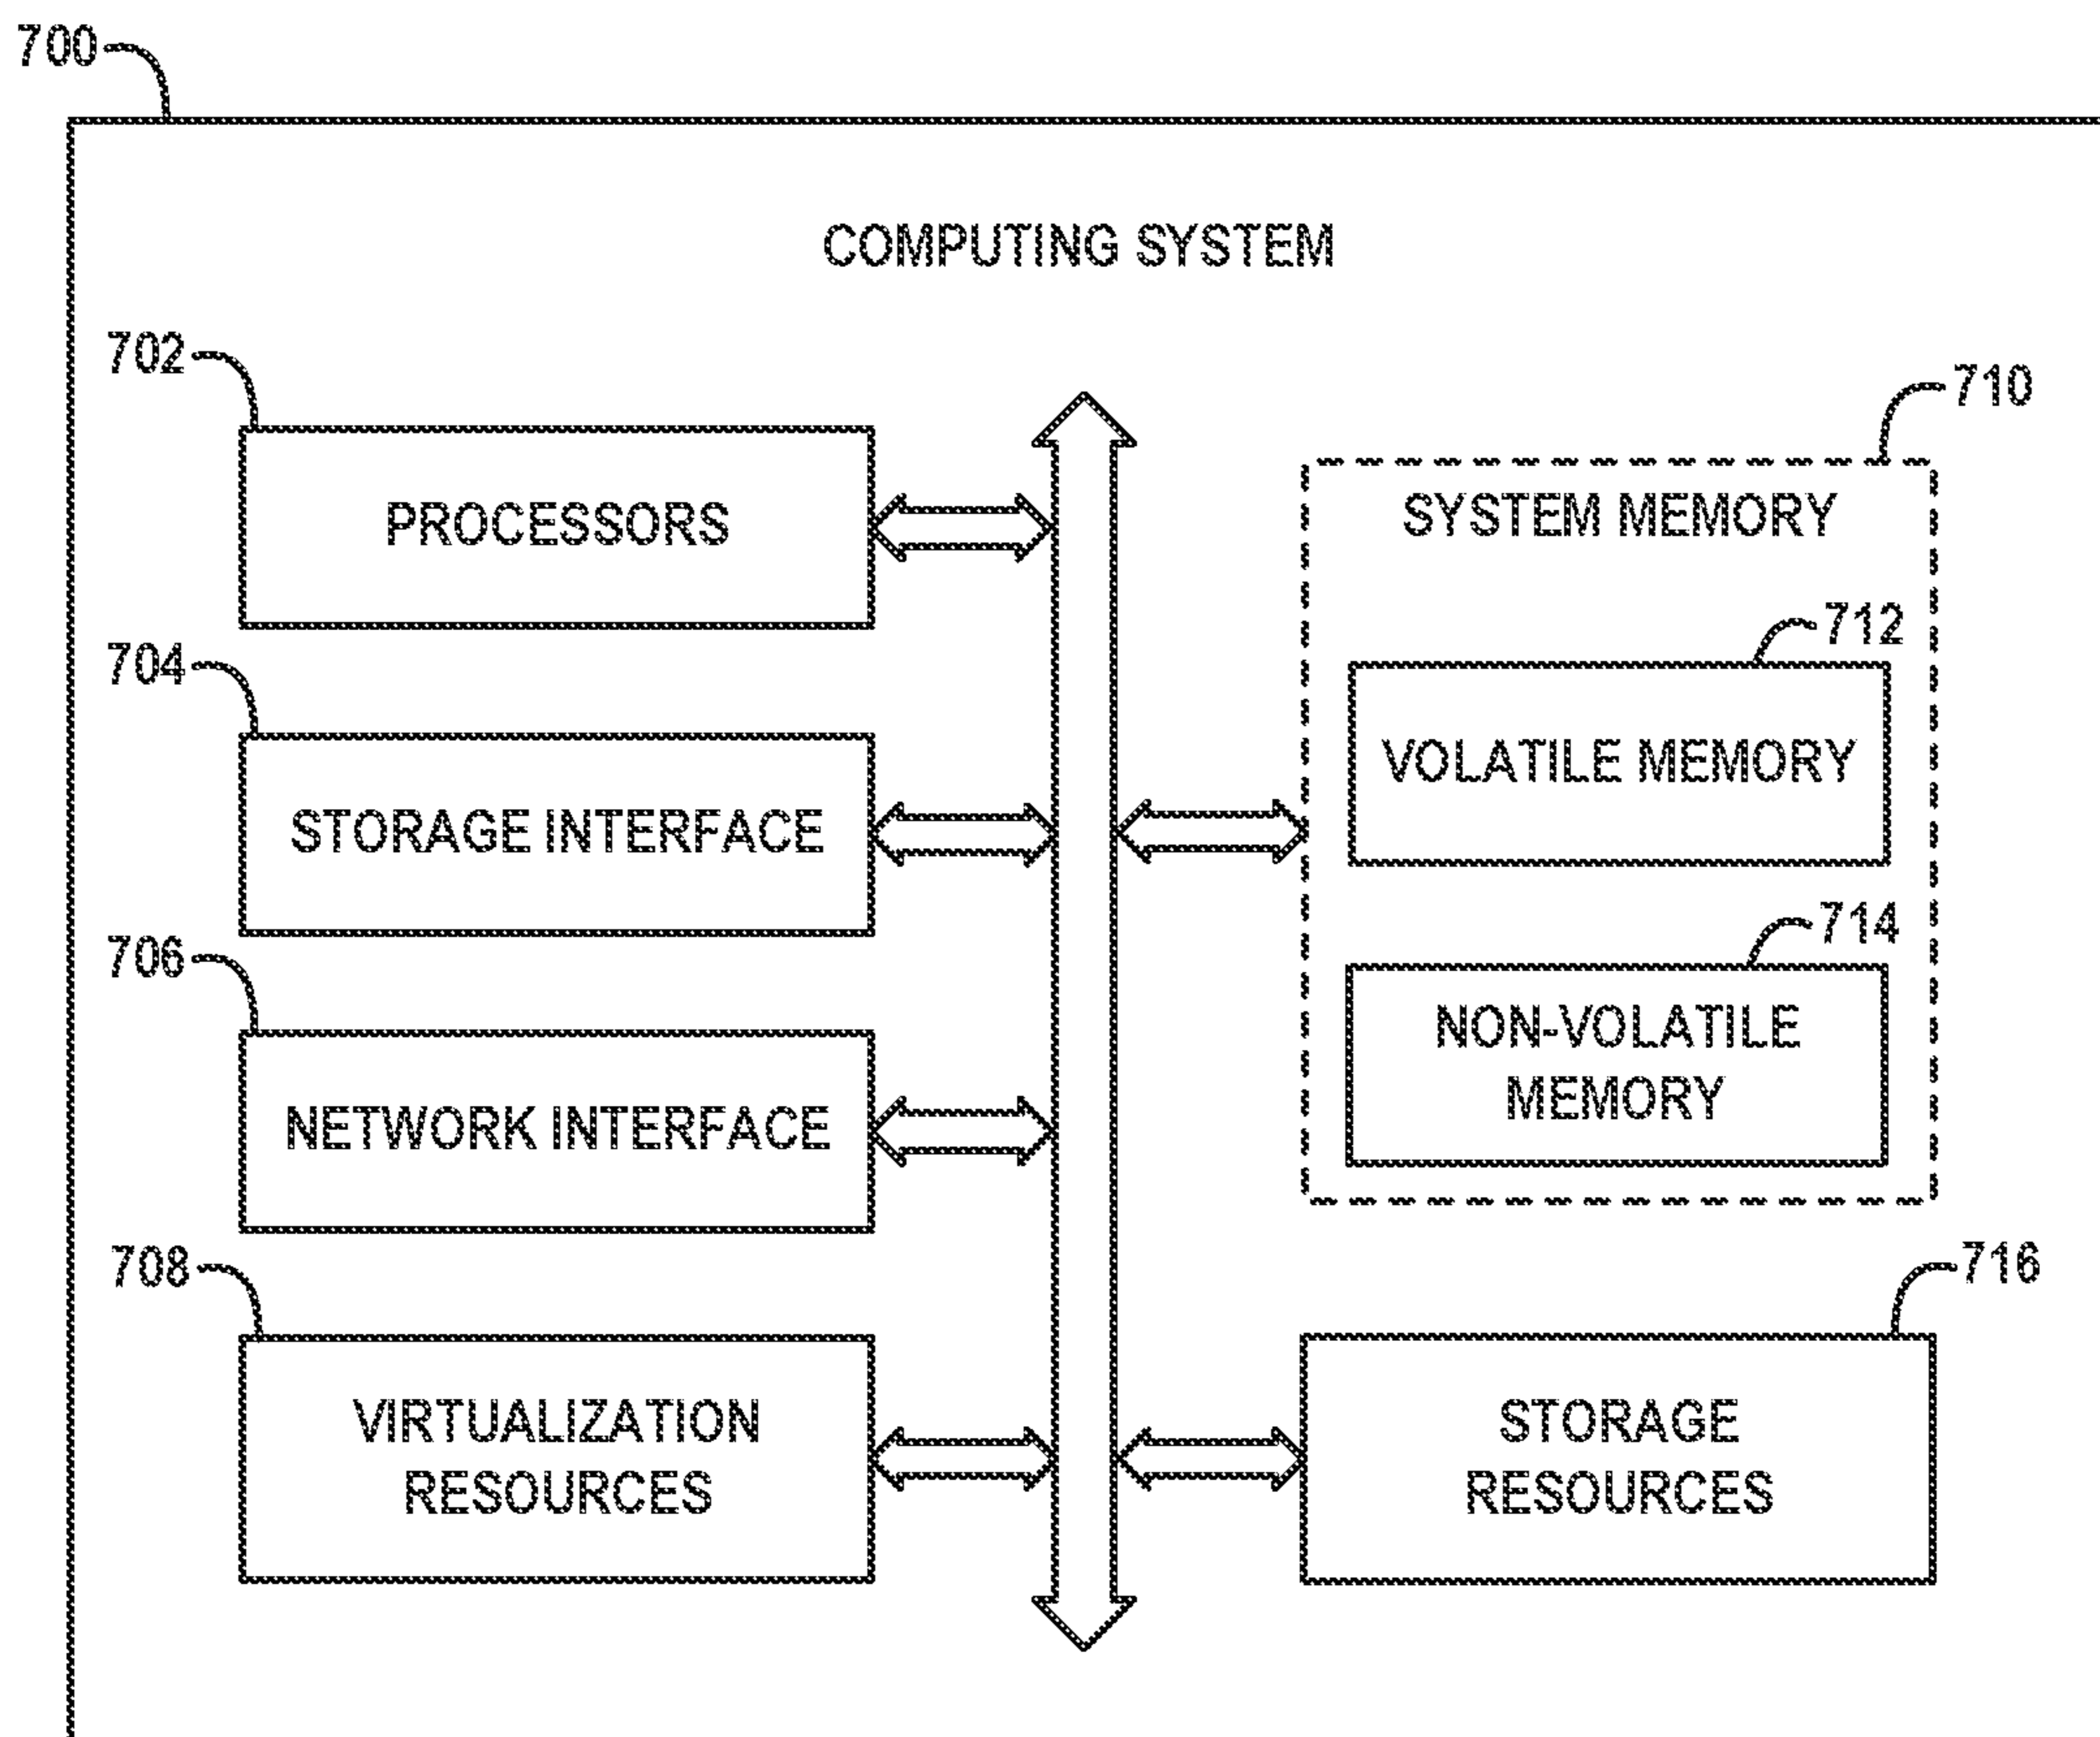 700
COMPUTING SYSTEM
702
PROCESSORS
704
STORAGE INTERFACE
706
NETWORK INTERFACE
708
VIRTUALIZATION
RESOURCES
710
SYSTEM MEMORY
712
VOLATILE MEMORY
714
NON-VOLATILE
MEMORY
716
STORAGE
RESOURCES